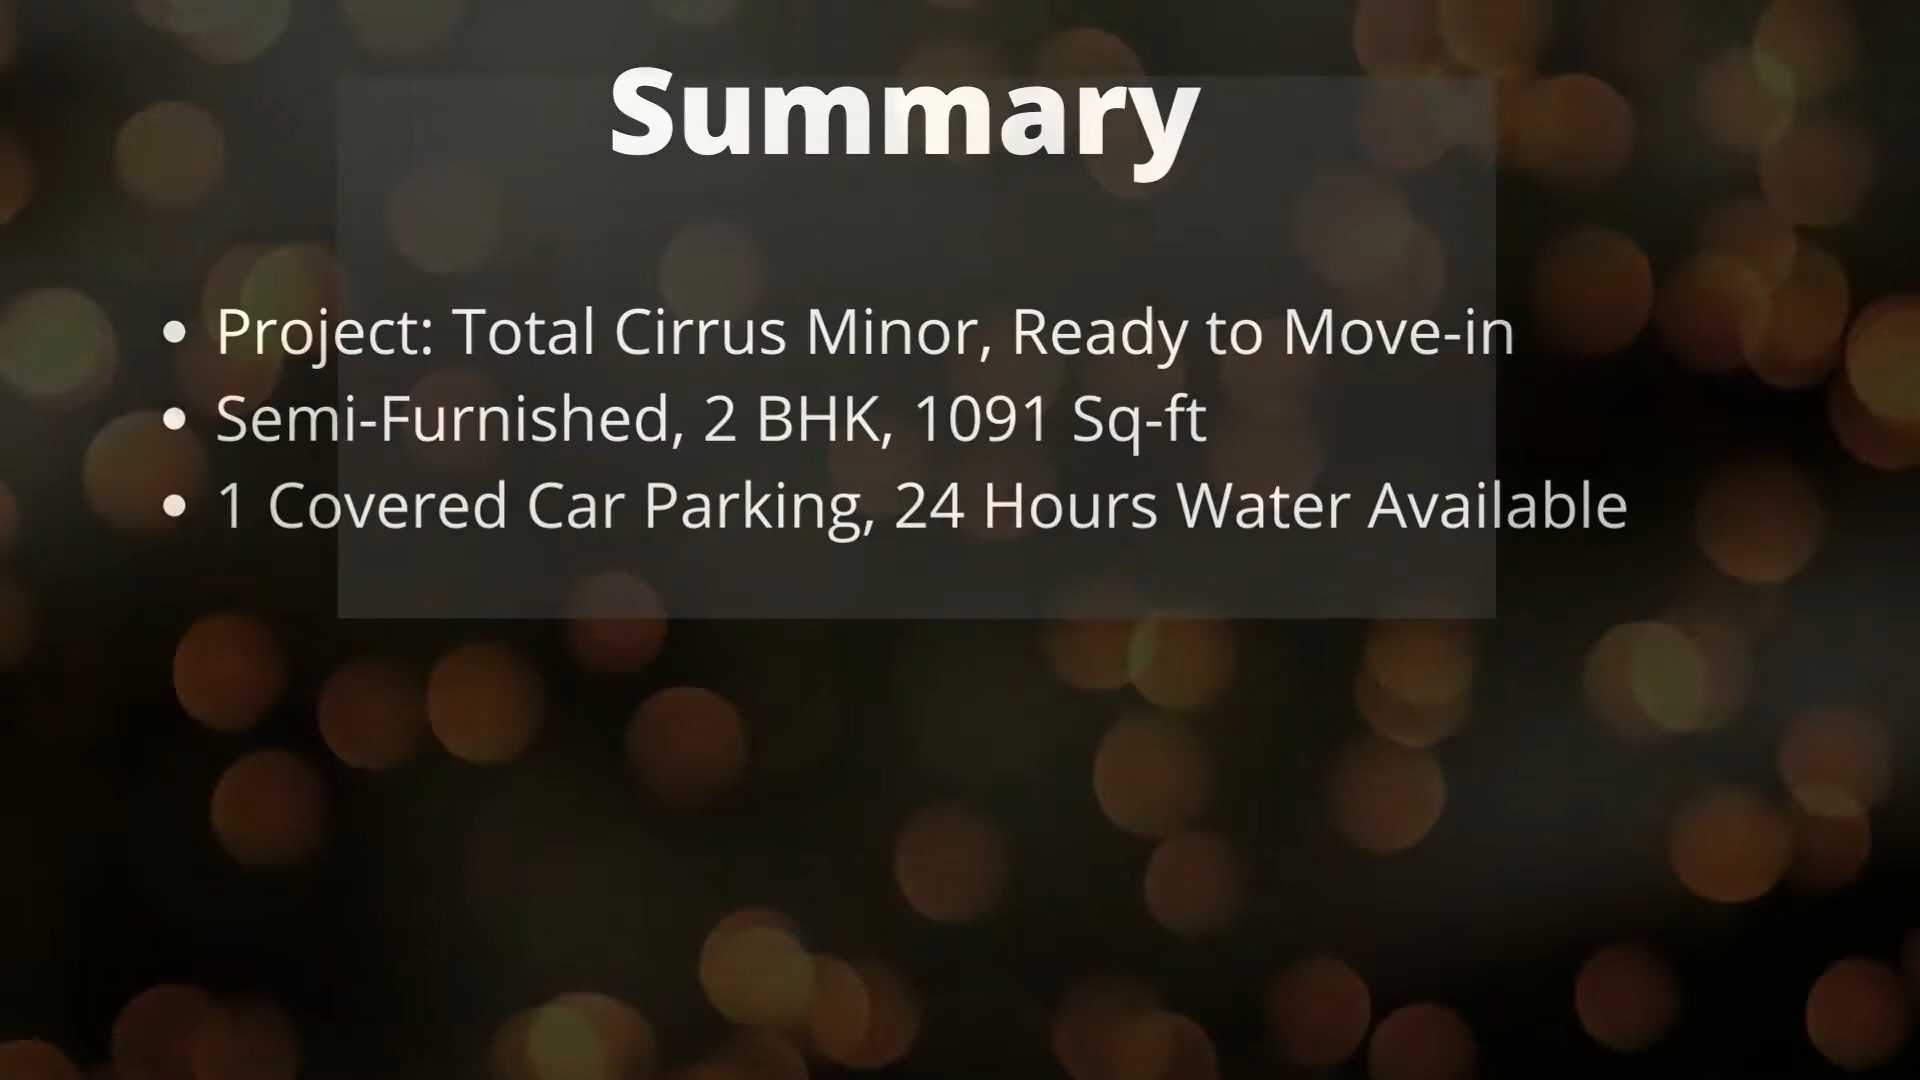 Summary
• Project: Total Cirrus Minor, Ready to Move-in
• Semi-Furnished, 2 BHK, 1091 Sq-ft
• 1 Covered Car Parking, 24 Hours Water Available